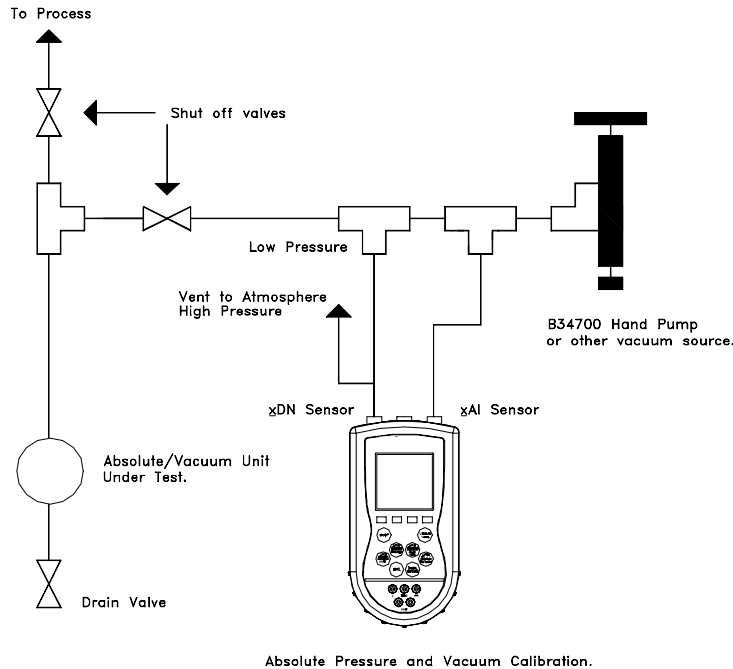 To Process
Shut off valves
Low Pressure
Vent to Atmosphere
High Pressure
B34700 Hand Pump
or other vacuum source.
xDN Sensor
xAI Sensor
Absolute/Vacuum Unit
Under Test.
Drain Valve
Absolute Pressure and Vacuum Calibration.